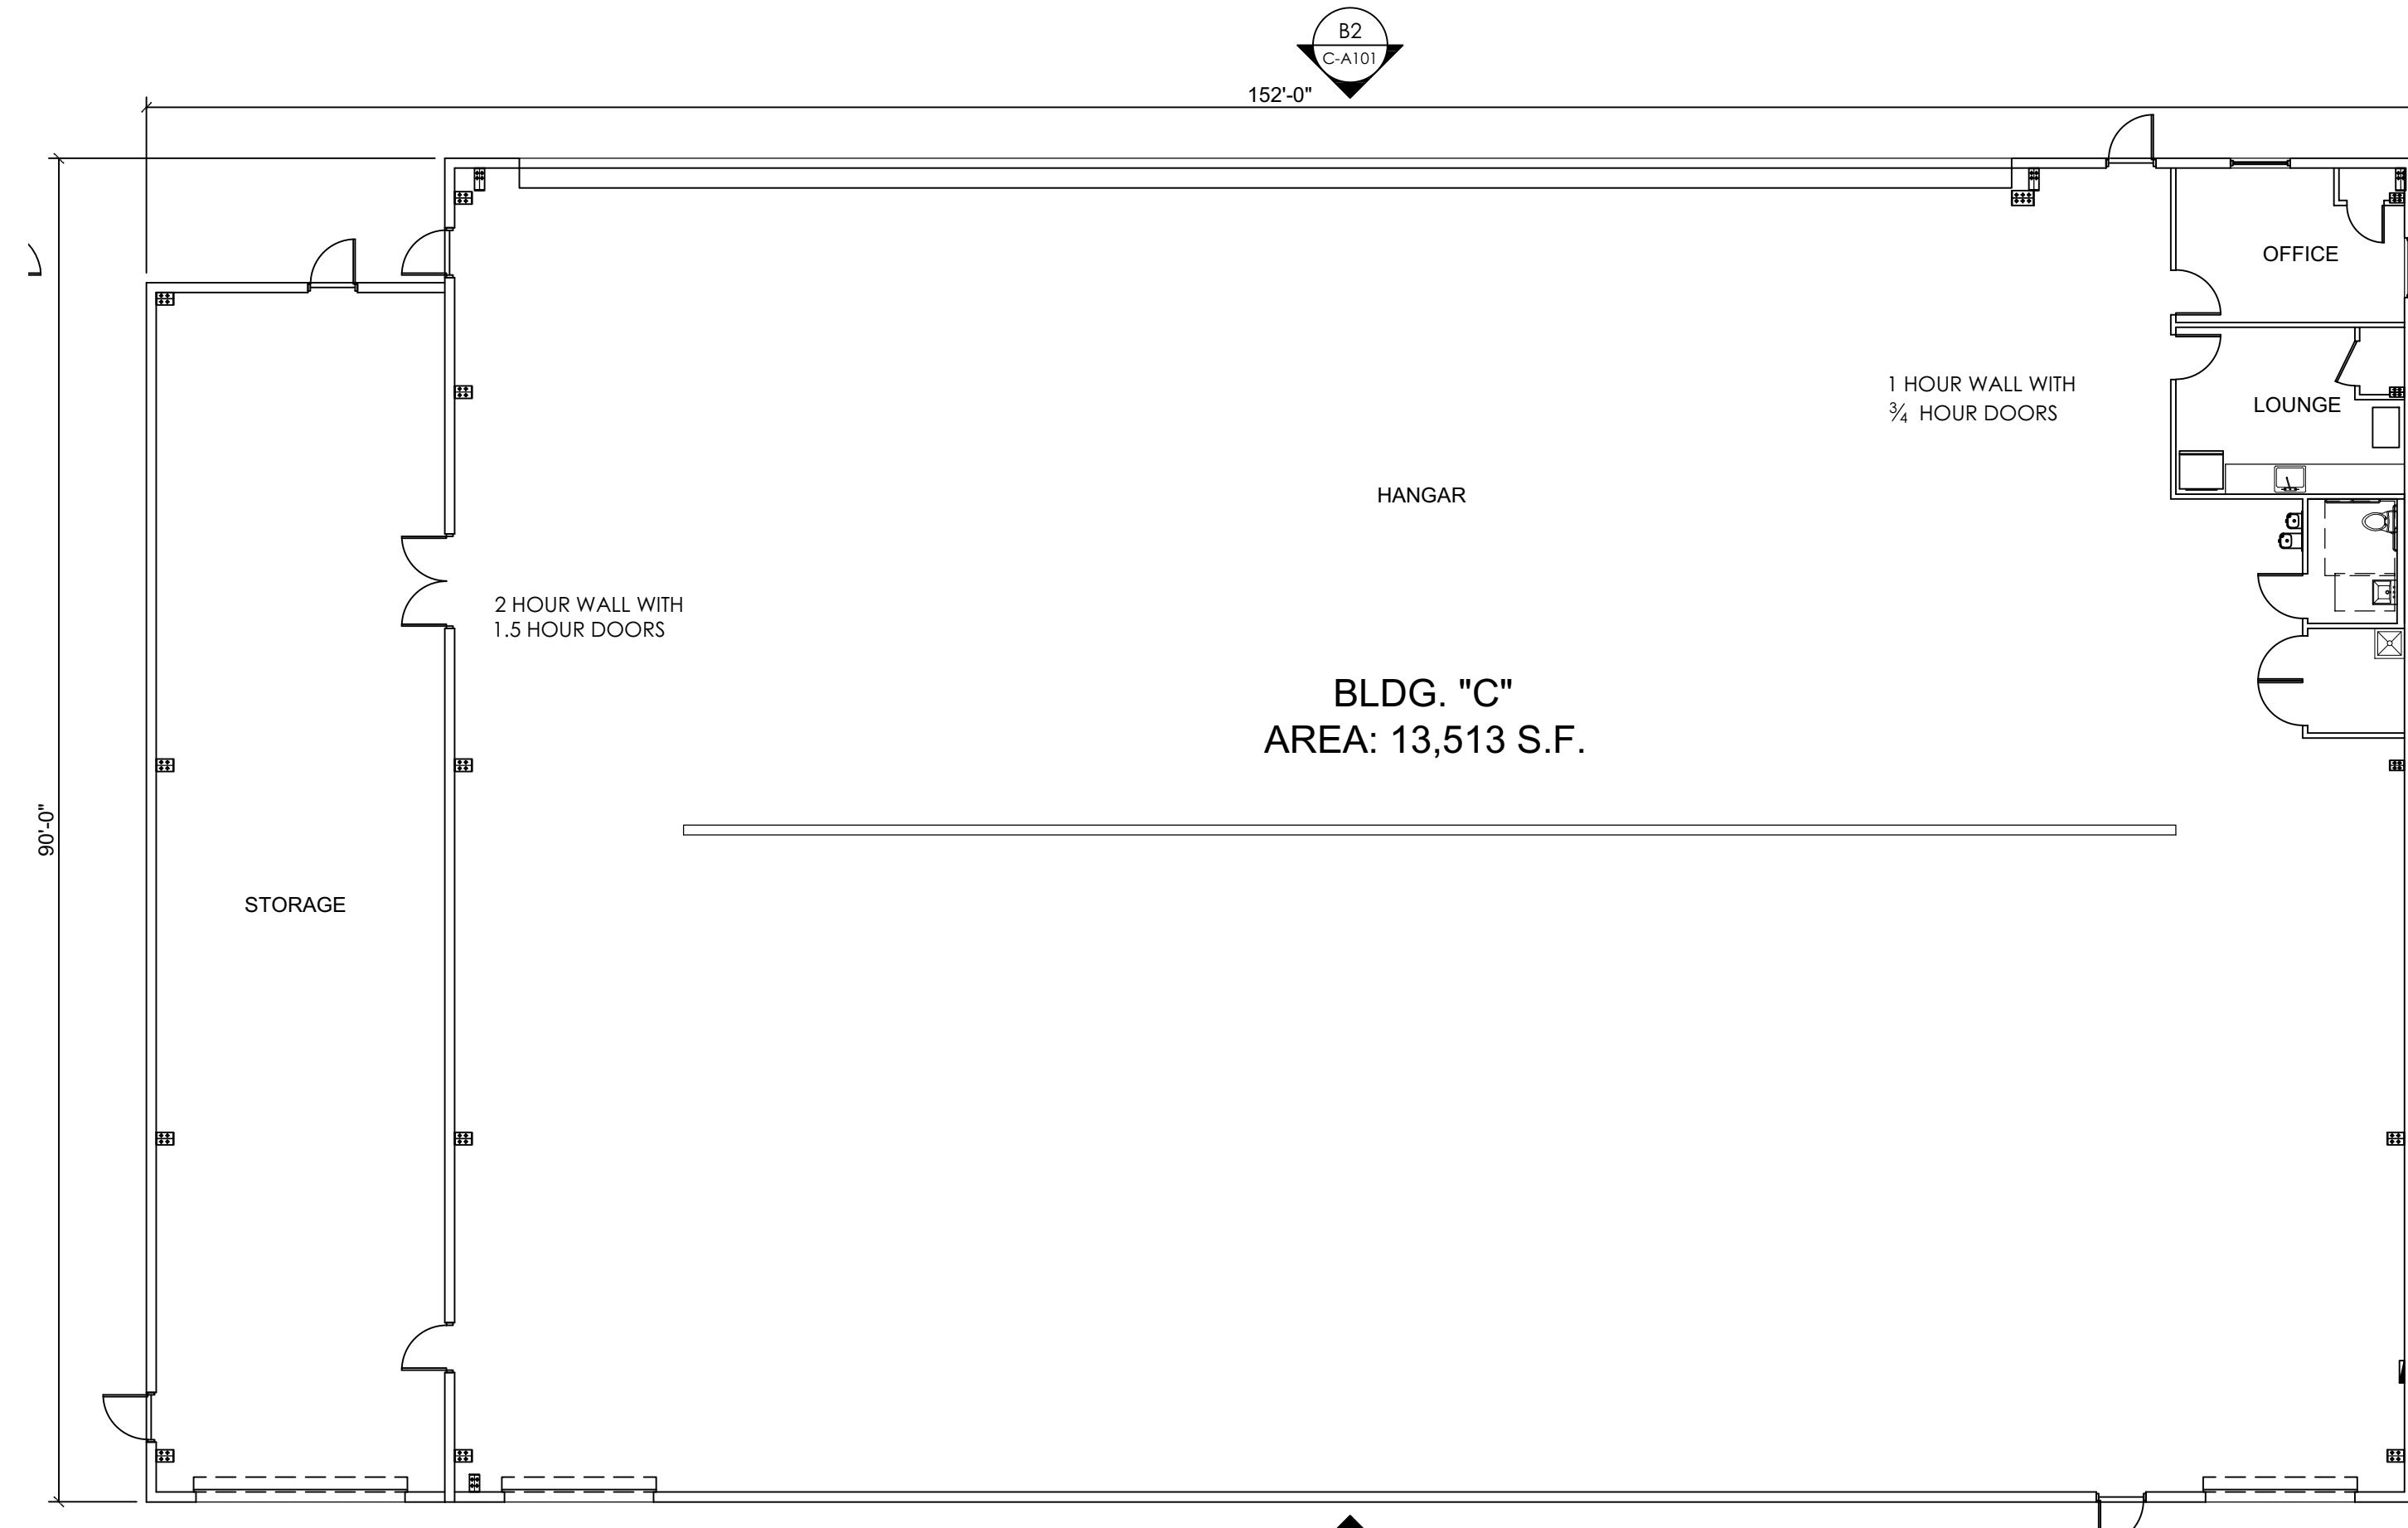 B2
C-A101
152'-0"
OFFICE
1 HOUR WALL WITH
¾ HOUR DOORS
LOUNGE
HANGAR
2 HOUR WALL WITH
1.5 HOUR DOORS
BLDG. "C"
AREA: 13,513 S.F.
90'-0"
STORAGE